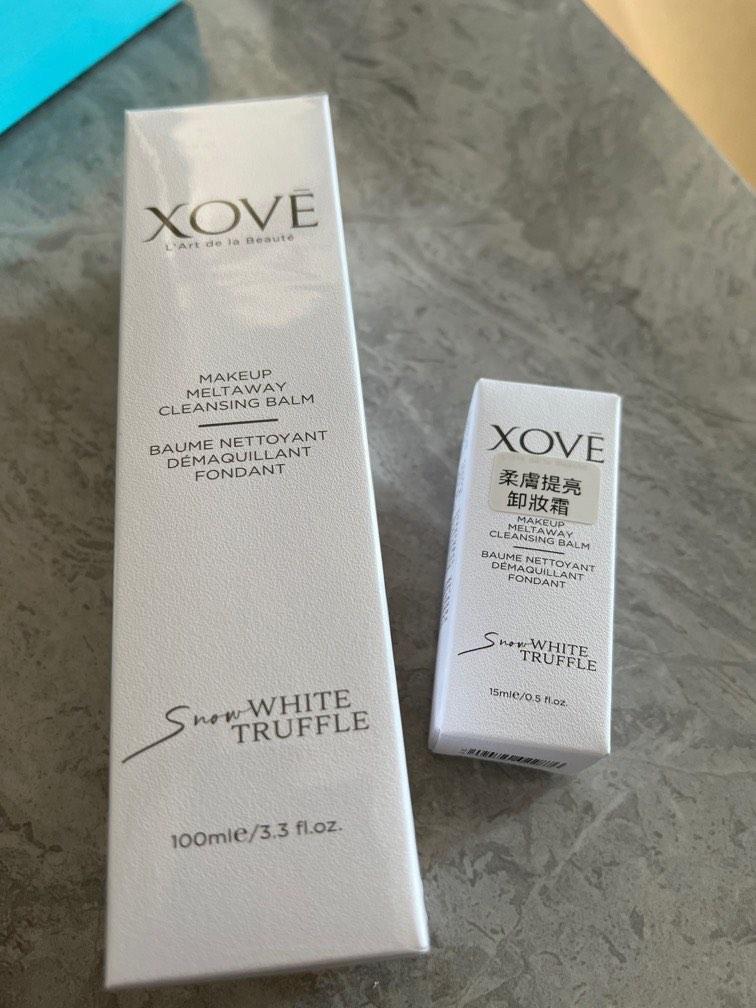 XOVĒ
L'Art de la Beauté
MAKEUP
MELTAWAY
CLEANSING BALM
BAUME NETTOYANT
DÉMAQUILLANT
FONDANT
Snow WHITE
TRUFFLE
100mle/3.3 fl.oz.
XOVĒ
柔膚提亮
卸妝霜
MAKEUP
MELTAWAY
CLEANSING BALM
BAUME NETTOYANT
DÉMAQUILLANT
FONDANT
Snow WHITE
TRUFFLE
15mle/0.5 fl.oz.